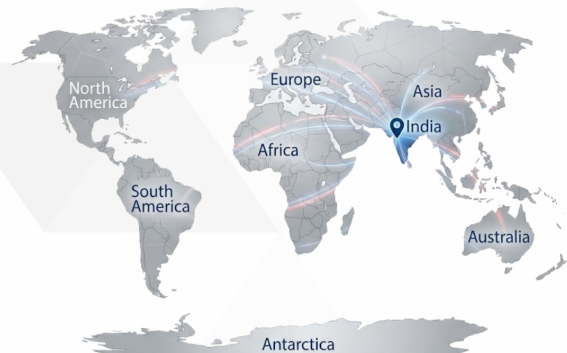 North
America
Europe
Asia
India
Africa
South
America
Australia
Antarctica